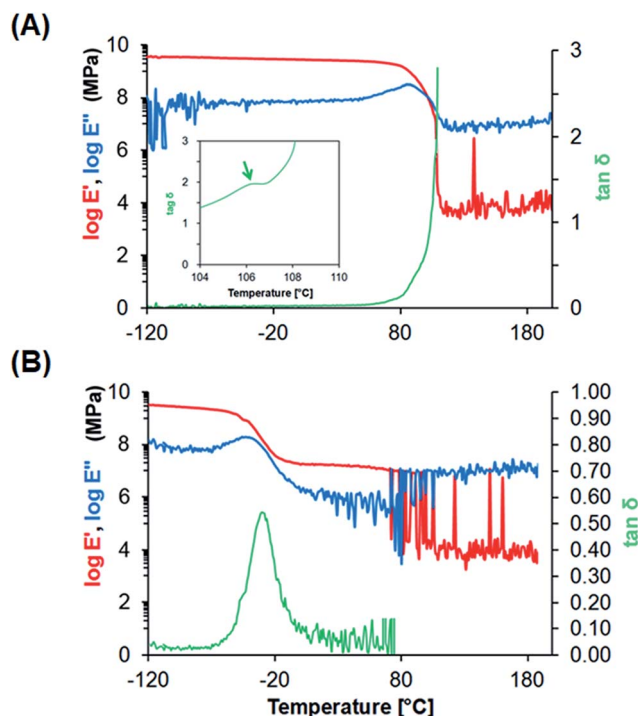 (A)
10
8
6
4
2
0
log E', log E" (MPa)
3
2
1
0
tan δ
3
2
1
0
tag δ
104 106 108 110
Temperature [°C]
-120 -20 80 180
(B)
10
8
6
4
2
0
log E', log E" (MPa)
1.00
0.90
0.80
0.70
0.60
0.50
0.40
0.30
0.20
0.10
0.00
tan δ
-120 -20 80 180
Temperature [°C]